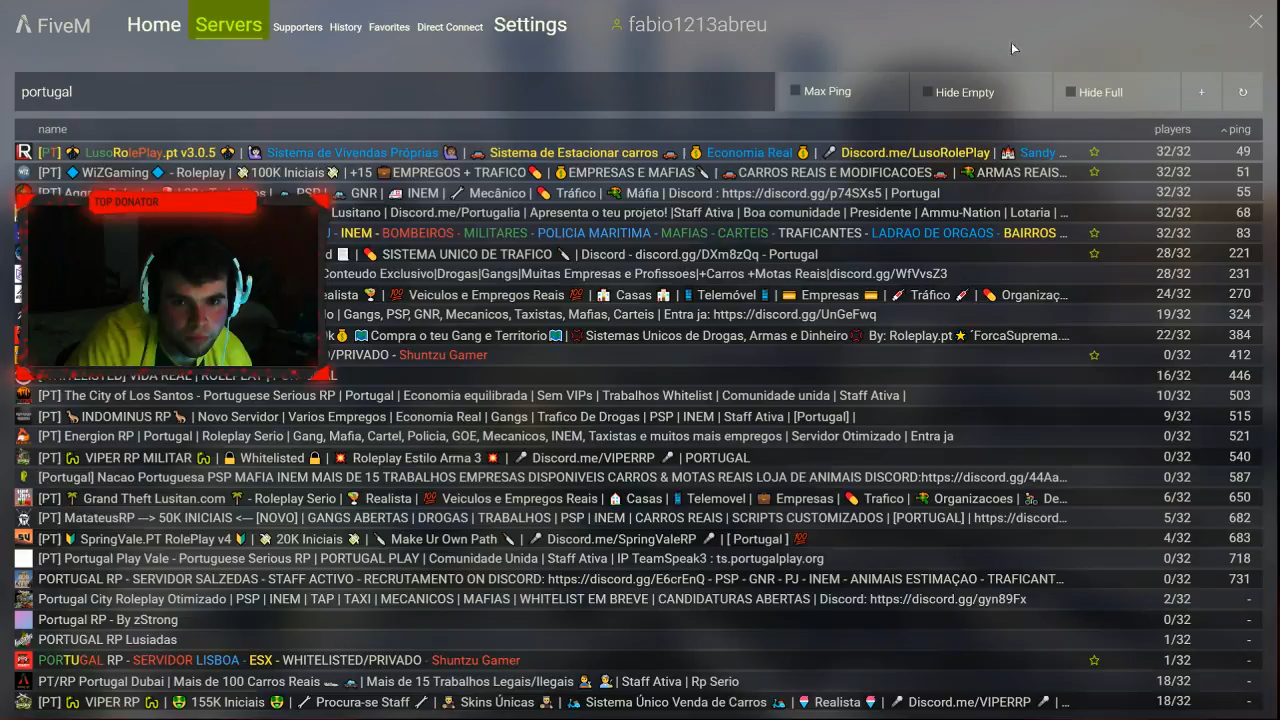 FiveM Home Servers Supporters History Favorites Direct Connect Settings fabio1213abreu
portugal Max Ping Hide Empty Hide Full + ↻
name players ping
[PT] LusoRolePlay.pt v3.0.5 | Sistema de Vivendas Próprias | Sistema de Estacionar carros | Economia Real | Discord.me/LusoRolePlay | Sandy ... 32/32 49
[PT] WiZGaming - Roleplay | 💸 100K Iniciais 💸 | +15 EMPREGOS + TRAFICO | EMPRESAS E MAFIAS | CARROS REAIS E MODIFICACOES | ARMAS REAIS... 32/32 51
PSP | GNR | INEM | Mecânico | Tráfico | Máfia | Discord : https://discord.gg/p74SXs5 | Portugal 32/32 55
TOP DONATOR
Lusitano | Discord.me/Portugalia | Apresenta o teu projeto! |Staff Ativa | Boa comunidade | Presidente | Ammu-Nation | Lotaria | ... 32/32 68
- INEM - BOMBEIROS - MILITARES - POLICIA MARITIMA - MAFIAS - CARTEIS - TRAFICANTES - LADRAO DE ORGAOS - BAIRROS ... 32/32 83
| SISTEMA UNICO DE TRAFICO | Discord - discord.gg/DXm8zQq - Portugal 28/32 221
Conteudo Exclusivo|Drogas|Gangs|Muitas Empresas e Profissoes|+Carros +Motas Reais|discord.gg/WfVvsZ3 28/32 231
ealista | 💯 Veiculos e Empregos Reais 💯 | Casas | Telemóvel | Empresas | Tráfico | Organizaç... 24/32 270
| Gangs, PSP, GNR, Mecanicos, Taxistas, Mafias, Carteis | Entra ja: https://discord.gg/UnGeFwq 19/32 324
Compra o teu Gang e Territorio | Sistemas Unicos de Drogas, Armas e Dinheiro By: Roleplay.pt ★ ´ForcaSuprema... 22/32 384
/PRIVADO - Shuntzu Gamer 0/32 412
16/32 446
[PT] The City of Los Santos - Portuguese Serious RP | Portugal | Economia equilibrada | Sem VIPs | Trabalhos Whitelist | Comunidade unida | Staff Ativa | 10/32 503
[PT] INDOMINUS RP | Novo Servidor | Varios Empregos | Economia Real | Gangs | Trafico De Drogas | PSP | INEM | Staff Ativa | [Portugal] | 9/32 515
[PT] Energion RP | Portugal | Roleplay Serio | Gang, Mafia, Cartel, Policia, GOE, Mecanicos, INEM, Taxistas e muitos mais empregos | Servidor Otimizado | Entra ja 0/32 521
[PT] VIPER RP MILITAR | Whitelisted | Roleplay Estilo Arma 3 | Discord.me/VIPERRP | PORTUGAL 0/32 540
[Portugal] Nacao Portuguesa PSP MAFIA INEM MAIS DE 15 TRABALHOS EMPRESAS DISPONIVEIS CARROS & MOTAS REAIS LOJA DE ANIMAIS DISCORD:https://discord.gg/44Aa... 0/32 587
[PT] Grand Theft Lusitan.com - Roleplay Serio | Realista | 💯 Veiculos e Empregos Reais 💯 | Casas | Telemovel | Empresas | Trafico | Organizacoes | De... 6/32 650
[PT] MatateusRP ---> 50K INICIAIS <--- [NOVO] | GANGS ABERTAS | DROGAS | TRABALHOS | PSP | INEM | CARROS REAIS | SCRIPTS CUSTOMIZADOS | [PORTUGAL] | https://discord... 5/32 682
[PT] SpringVale.PT RolePlay v4 | 20K Iniciais | Make Ur Own Path | Discord.me/SpringValeRP | [ Portugal ] 💯 4/32 683
[PT] Portugal Play Vale - Portuguese Serious RP | PORTUGAL PLAY | Comunidade Unida | Staff Ativa | IP TeamSpeak3 : ts.portugalplay.org 0/32 718
PORTUGAL RP - SERVIDOR SALZEDAS - STAFF ACTIVO - RECRUTAMENTO ON DISCORD: https://discord.gg/E6crEnQ - PSP - GNR - PJ - INEM - ANIMAIS ESTIMAÇAO - TRAFICANT... 0/32 731
Portugal City Roleplay Otimizado | PSP | INEM | TAP | TAXI | MECANICOS | MAFIAS | WHITELIST EM BREVE | CANDIDATURAS ABERTAS | Discord: https://discord.gg/gyn89Fx 2/32 -
Portugal RP - By zStrong 0/32 -
PORTUGAL RP Lusiadas 1/32 -
PORTUGAL RP - SERVIDOR LISBOA - ESX - WHITELISTED/PRIVADO - Shuntzu Gamer 1/32 -
PT/RP Portugal Dubai | Mais de 100 Carros Reais | Mais de 15 Trabalhos Legais/Ilegais | Staff Ativa | Rp Serio 18/32 -
[PT] VIPER RP | 155K Iniciais | Procura-se Staff | Skins Únicas | Sistema Único Venda de Carros | Realista | Discord.me/VIPERRP | ... 18/32 -